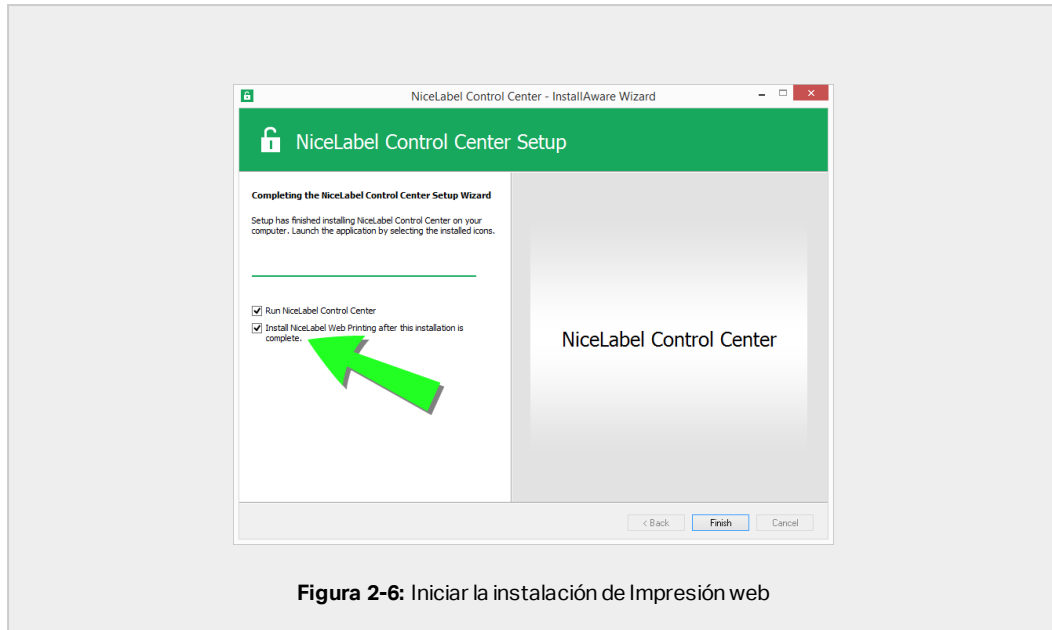 NiceLabel Control Center - InstallAware Wizard
NiceLabel Control Center Setup
Completing the NiceLabel Control Center Setup Wizard
Setup has finished installing NiceLabel Control Center on your
computer. Launch the application by selecting the installed icons.
Run NiceLabel Control Center
Install NiceLabel Web Printing after this installation is
complete.
NiceLabel Control Center
< Back
Finish
Cancel
Figura 2-6: Iniciar la instalación de Impresión web